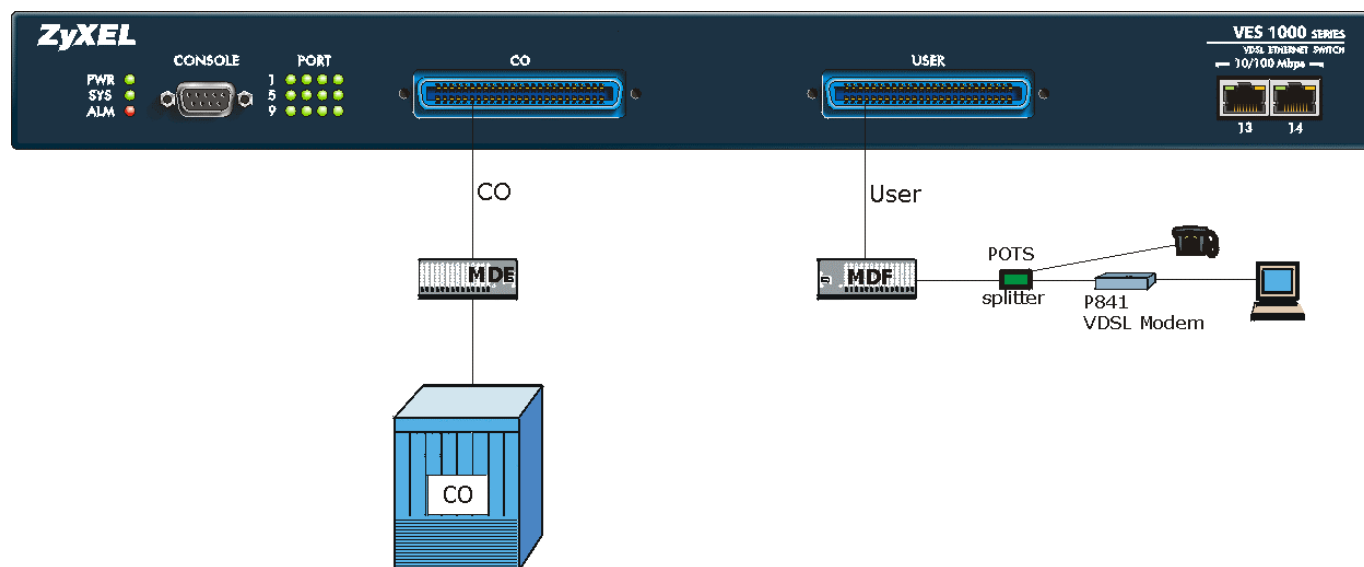 ZyXEL
VES 1000 SERIES
VDSL ETHERNET SWITCH
10/100 Mbps
CONSOLE
PORT
CO
USER
PWR
SYS
ALM
1
5
9
13
14
CO
User
MDF
MDF
POTS
splitter
P841
VDSL Modem
CO